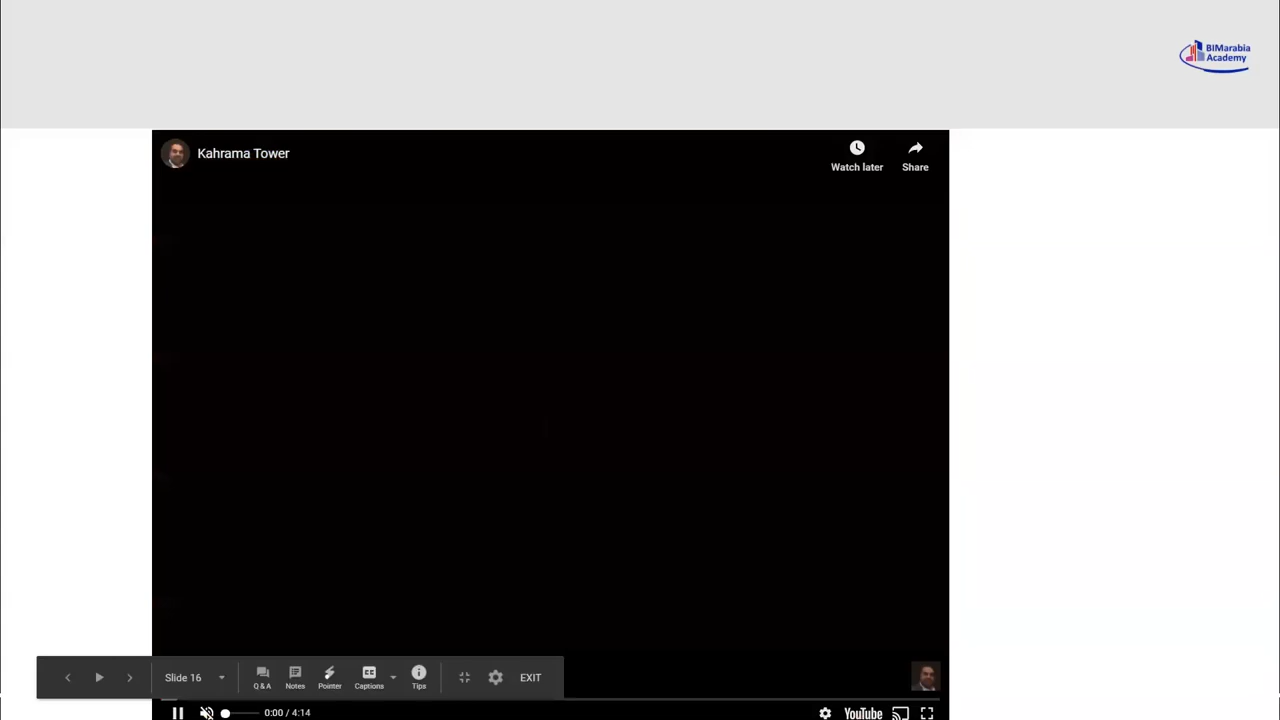 BIMarabia
Academy
Kahrama Tower
Watch later
Share
Slide 16
Q & A
Notes
Pointer
Captions
Tips
EXIT
0:00 / 4:14
YouTube